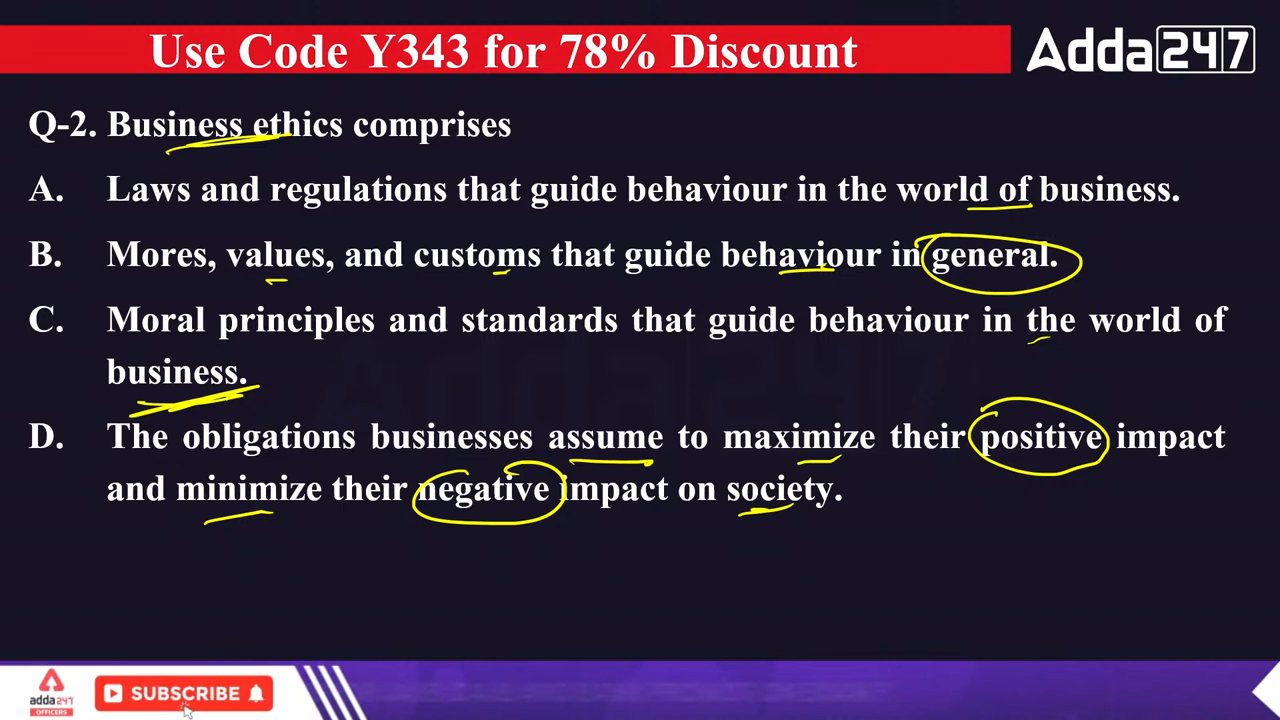 Use Code Y343 for 78% Discount
Adda247
Q-2. Business ethics comprises
A. Laws and regulations that guide behaviour in the world of business.
B. Mores, values, and customs that guide behaviour in general.
C. Moral principles and standards that guide behaviour in the world of
business.
D. The obligations businesses assume to maximize their positive impact
and minimize their negative impact on society.
adda247
OFFICERS
SUBSCRIBE